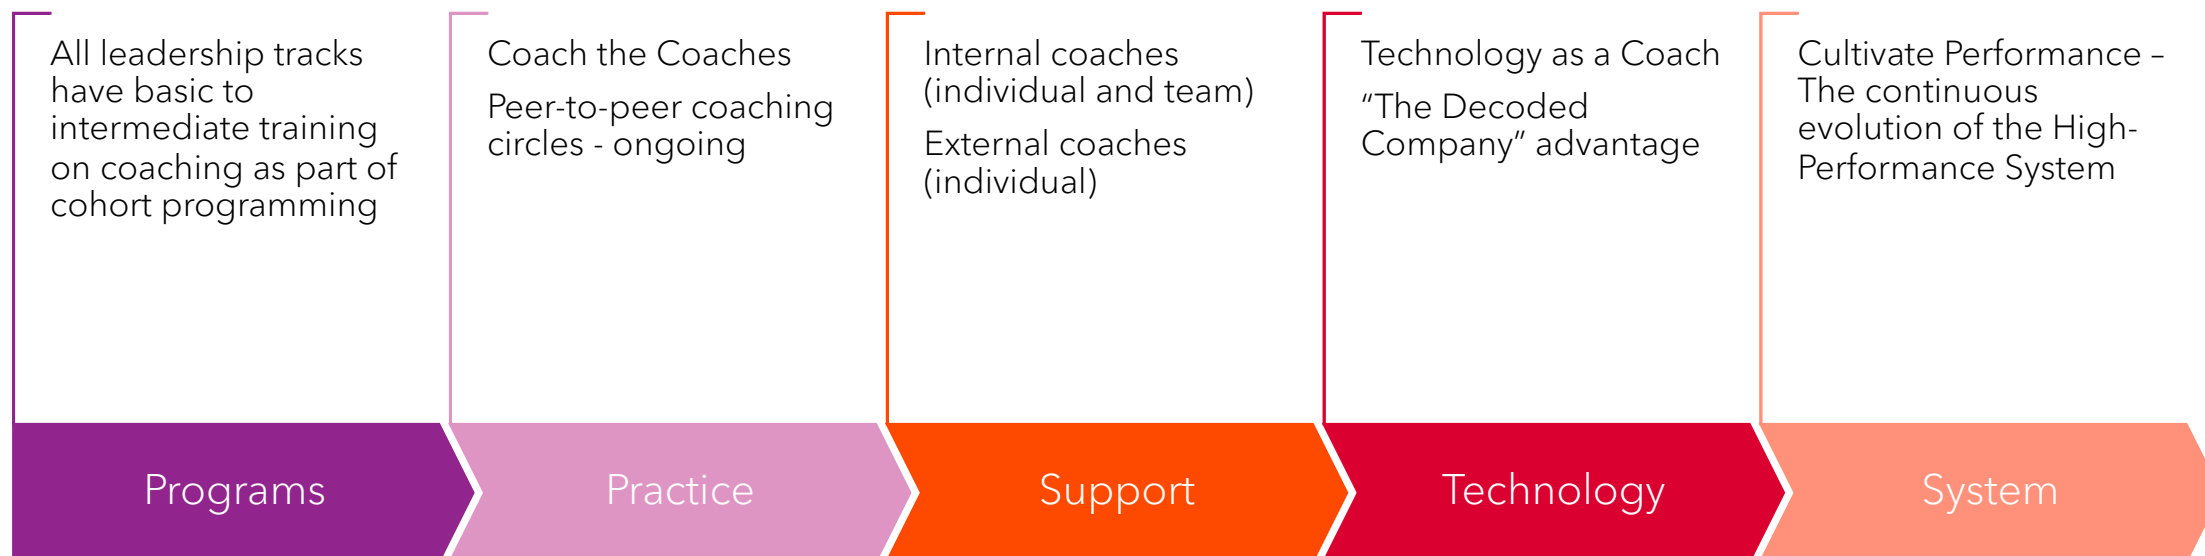 All leadership tracks
have basic to
intermediate training
on coaching as part of
cohort programming
Coach the Coaches
Peer-to-peer coaching
circles - ongoing
Internal coaches
(individual and team)
External coaches
(individual)
Technology as a Coach
“The Decoded
Company” advantage
Cultivate Performance –
The continuous
evolution of the High-
Performance System
Programs
Practice
Support
Technology
System